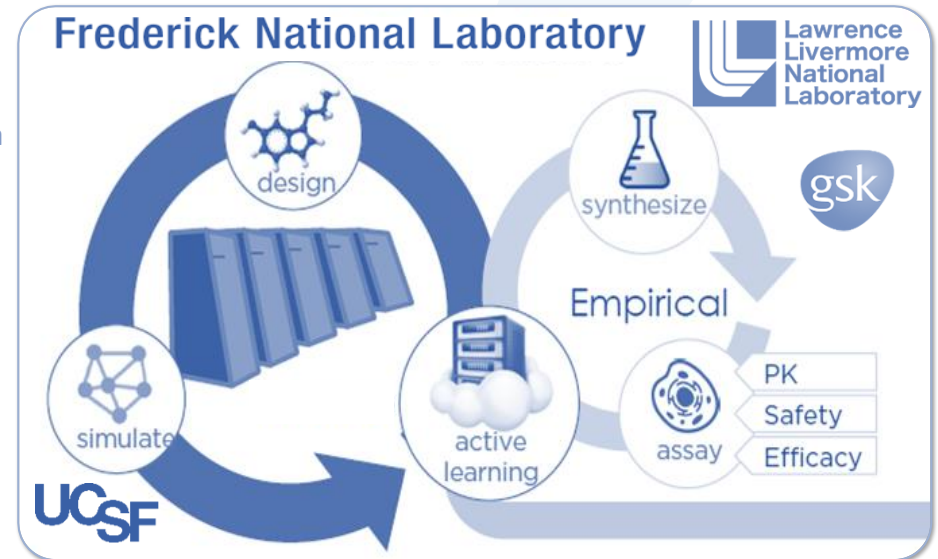 Frederick National Laboratory
Lawrence
Livermore
National
Laboratory
design
synthesize
gsk
Empirical
simulate
active
learning
assay
PK
Safety
Efficacy
UCSF